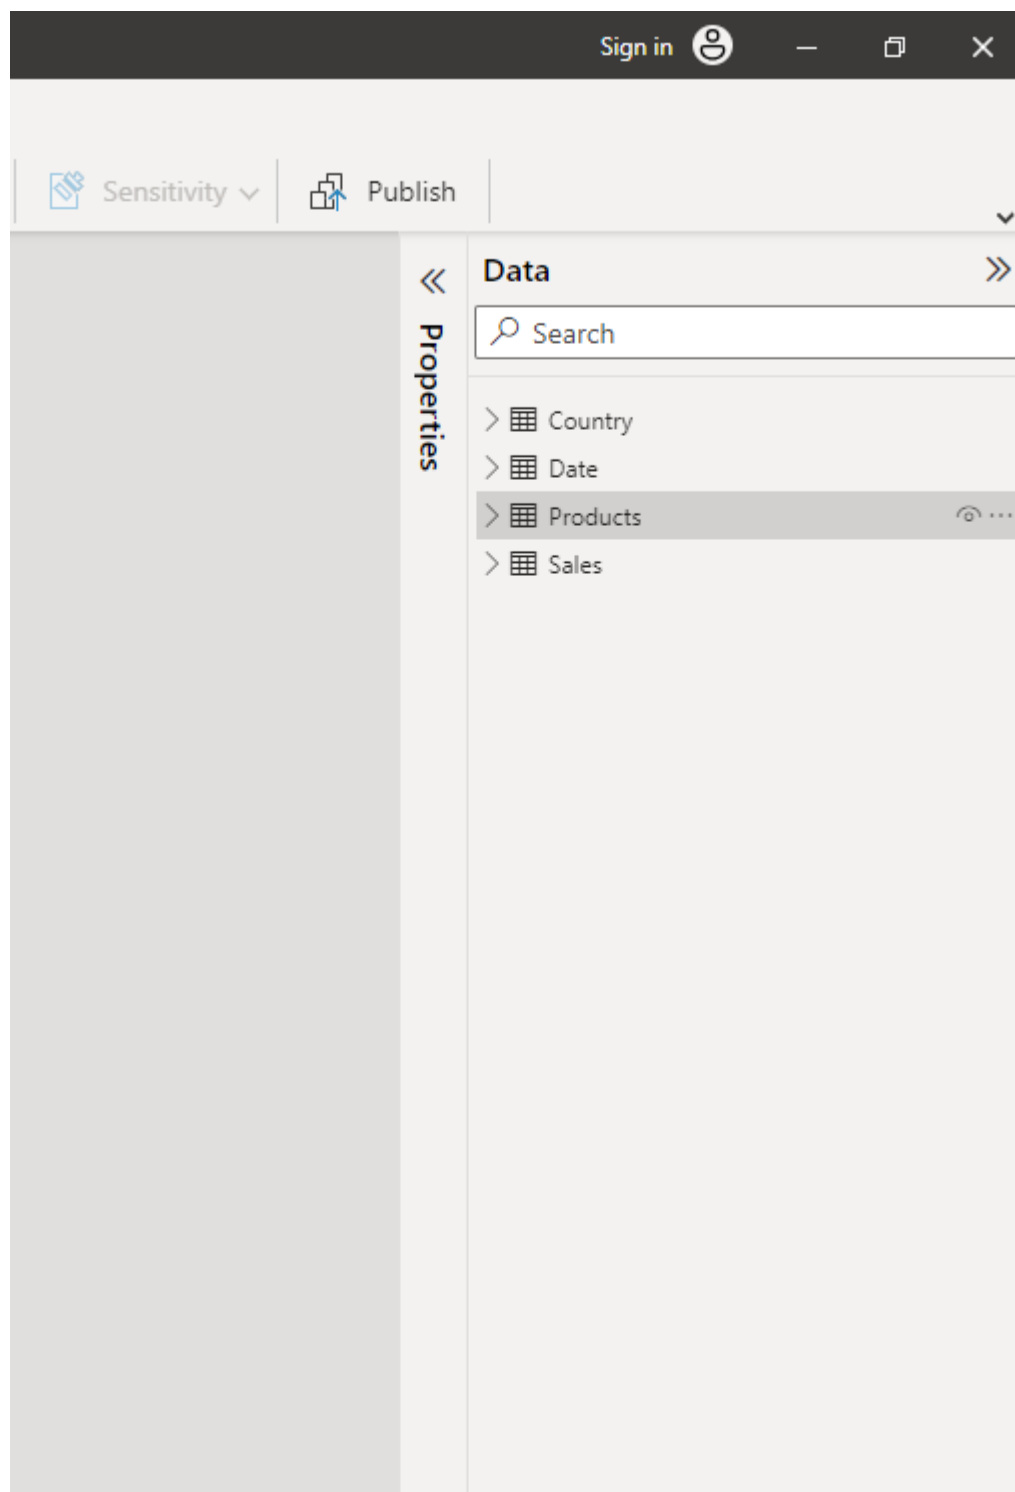 Sign in
Sensitivity
Publish
Data
Search
Properties
Country
Date
Products
Sales